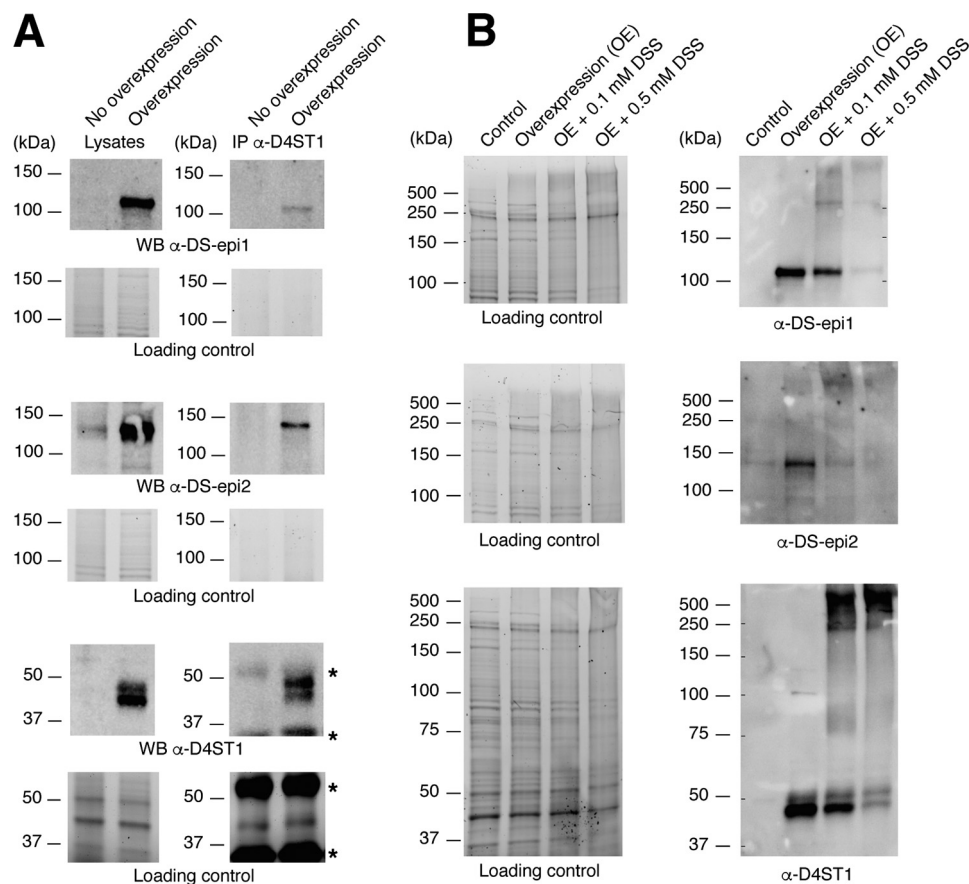 A
No overexpression
Overexpression
No overexpression
Overexpression
(kDa)
Lysates
(kDa)
IP α-D4ST1
150
100
150
100
WB α-DS-epi1
150
100
150
100
Loading control
150
100
150
100
WB α-DS-epi2
150
100
150
100
Loading control
50
37
50
37
*
*
WB α-D4ST1
50
37
50
37
*
*
Loading control
B
Control
Overexpression (OE)
OE + 0.1 mM DSS
OE + 0.5 mM DSS
Control
Overexpression (OE)
OE + 0.1 mM DSS
OE + 0.5 mM DSS
(kDa)
(kDa)
500
250
150
100
Loading control
500
250
150
100
α-DS-epi1
500
250
150
100
Loading control
500
250
150
100
α-DS-epi2
500
250
150
100
75
50
37
Loading control
500
250
150
100
75
50
37
α-D4ST1